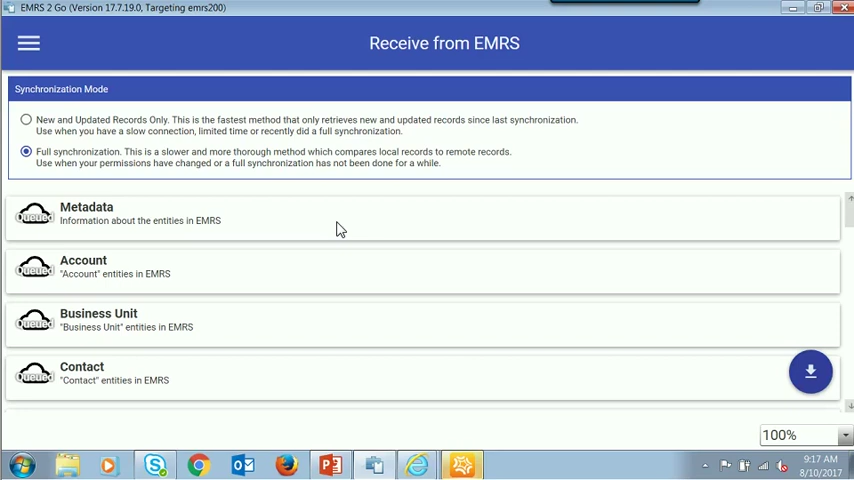 EMRS 2 Go (Version 17.7.19.0, Targeting emrs200)
Receive from EMRS
Synchronization Mode
New and Updated Records Only. This is the fastest method that only retrieves new and updated records since last synchronization.
Use when you have a slow connection, limited time or recently did a full synchronization.
Full synchronization. This is a slower and more thorough method which compares local records to remote records.
Use when your permissions have changed or a full synchronization has not been done for a while.
Queued
Metadata
Information about the entities in EMRS
Queued
Account
"Account" entities in EMRS
Queued
Business Unit
"Business Unit" entities in EMRS
Queued
Contact
"Contact" entities in EMRS
100%
9:17 AM
8/10/2017